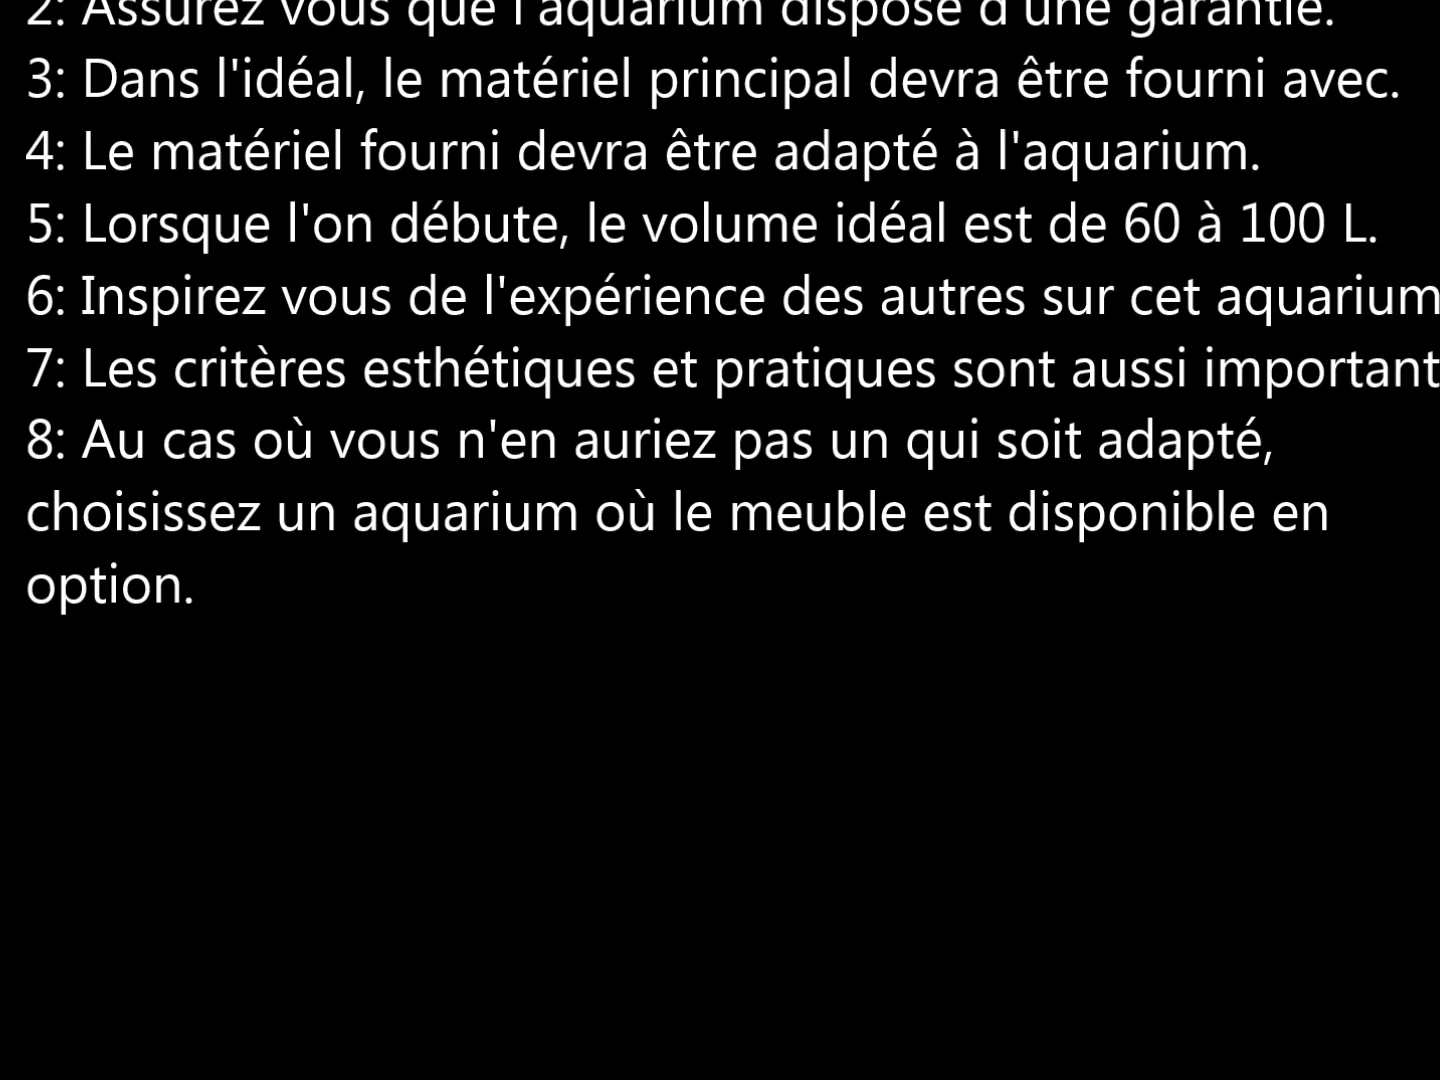 2: Assurez vous que l'aquarium dispose d'une garantie.
3: Dans l'idéal, le matériel principal devra être fourni avec.
4: Le matériel fourni devra être adapté à l'aquarium.
5: Lorsque l'on débute, le volume idéal est de 60 à 100 L.
6: Inspirez vous de l'expérience des autres sur cet aquarium
7: Les critères esthétiques et pratiques sont aussi important
8: Au cas où vous n'en auriez pas un qui soit adapté,
choisissez un aquarium où le meuble est disponible en
option.